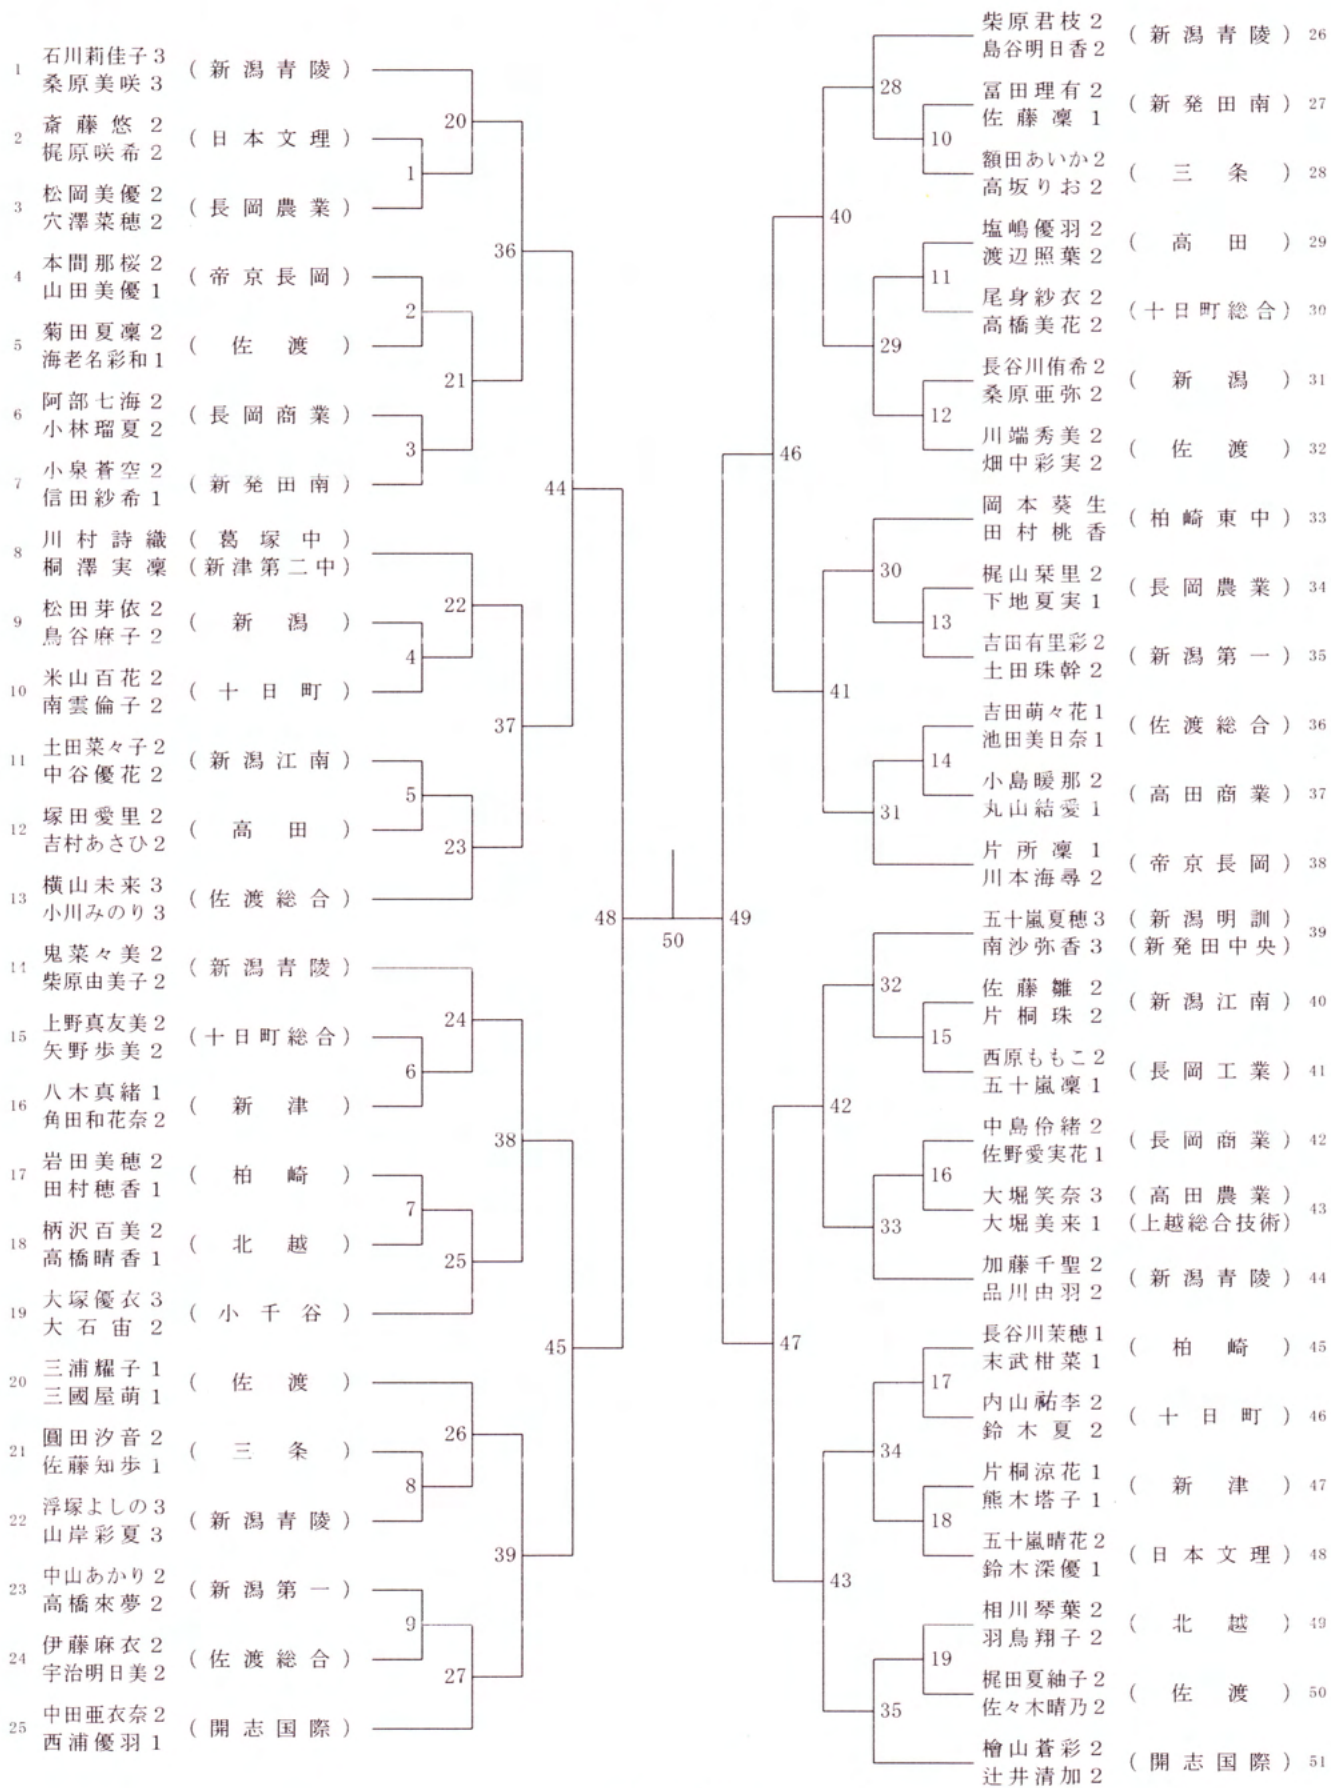 1 石川莉佳子 3 (新潟青陵)
桑原美咲 3
2 斎藤悠 2 (日本文理)
梶原咲希 2
3 松岡美優 2 (長岡農業)
穴澤菜穂 2
4 本間那桜 2 (帝京長岡)
山田美優 1
5 菊田夏凜 2 (佐渡)
海老名彩和 1
6 阿部七海 2 (長岡商業)
小林瑠夏 2
7 小泉蒼空 2 (新発田南)
信田紗希 1
8 川村詩織 (葛塚中)
桐澤実凜 (新津第二中)
9 松田芽依 2 (新潟)
鳥谷麻子 2
10 米山百花 2 (十日町)
南雲倫子 2
11 土田菜々子 2 (新潟江南)
中谷優花 2
12 塚田愛里 2 (高田)
吉村あさひ 2
13 横山未来 3 (佐渡総合)
小川みのり 3
14 鬼菜々美 2 (新潟青陵)
柴原由美子 2
15 上野真友美 2 (十日町総合)
矢野歩美 2
16 八木真緒 1 (新津)
角田和花奈 2
17 岩田美穂 2 (柏崎)
田村穂香 1
18 柄沢百美 2 (北越)
高橋晴香 1
19 大塚優衣 3 (小千谷)
大石宙 2
20 三浦耀子 1 (佐渡)
三國屋萌 1
21 圓田汐音 2 (三条)
佐藤知歩 1
22 浮塚よしの 3 (新潟青陵)
山岸彩夏 3
23 中山あかり 2 (新潟第一)
高橋來夢 2
24 伊藤麻衣 2 (佐渡総合)
宇治明日美 2
25 中田亜衣奈 2 (開志国際)
西浦優羽 1
20
1
36
2
21
3
44
22
4
37
5
23
48
24
6
38
7
25
45
26
8
39
9
27
50
49
28
10
40
11
29
12
46
30
13
41
14
31
32
15
42
16
33
47
17
34
18
43
19
35
柴原君枝 2 (新潟青陵) 26
島谷明日香 2
冨田理有 2 (新発田南) 27
佐藤凜 1
額田あいか 2 (三条) 28
高坂りお 2
塩嶋優羽 2 (高田) 29
渡辺照葉 2
尾身紗衣 2 (十日町総合) 30
高橋美花 2
長谷川侑希 2 (新潟) 31
桑原亜弥 2
川端秀美 2 (佐渡) 32
畑中彩実 2
岡本葵生 (柏崎東中) 33
田村桃香
梶山栞里 2 (長岡農業) 34
下地夏実 1
吉田有里彩 2 (新潟第一) 35
土田珠幹 2
吉田萌々花 1 (佐渡総合) 36
池田美日奈 1
小島暖那 2 (高田商業) 37
丸山結愛 1
片所凜 1 (帝京長岡) 38
川本海尋 2
五十嵐夏穂 3 (新潟明訓) 39
南沙弥香 3 (新発田中央)
佐藤雛 2 (新潟江南) 40
片桐珠 2
西原ももこ 2 (長岡工業) 41
五十嵐凜 1
中島伶緒 2 (長岡商業) 42
佐野愛実花 1
大堀笑奈 3 (高田農業) 43
大堀美来 1 (上越総合技術)
加藤千聖 2 (新潟青陵) 44
品川由羽 2
長谷川茉穂 1 (柏崎) 45
末武柑菜 1
内山祐李 2 (十日町) 46
鈴木夏 2
片桐涼花 1 (新津) 47
熊木塔子 1
五十嵐晴花 2 (日本文理) 48
鈴木深優 1
相川琴葉 2 (北越) 49
羽鳥翔子 2
梶田夏紬子 2 (佐渡) 50
佐々木晴乃 2
檜山蒼彩 2 (開志国際) 51
辻井清加 2